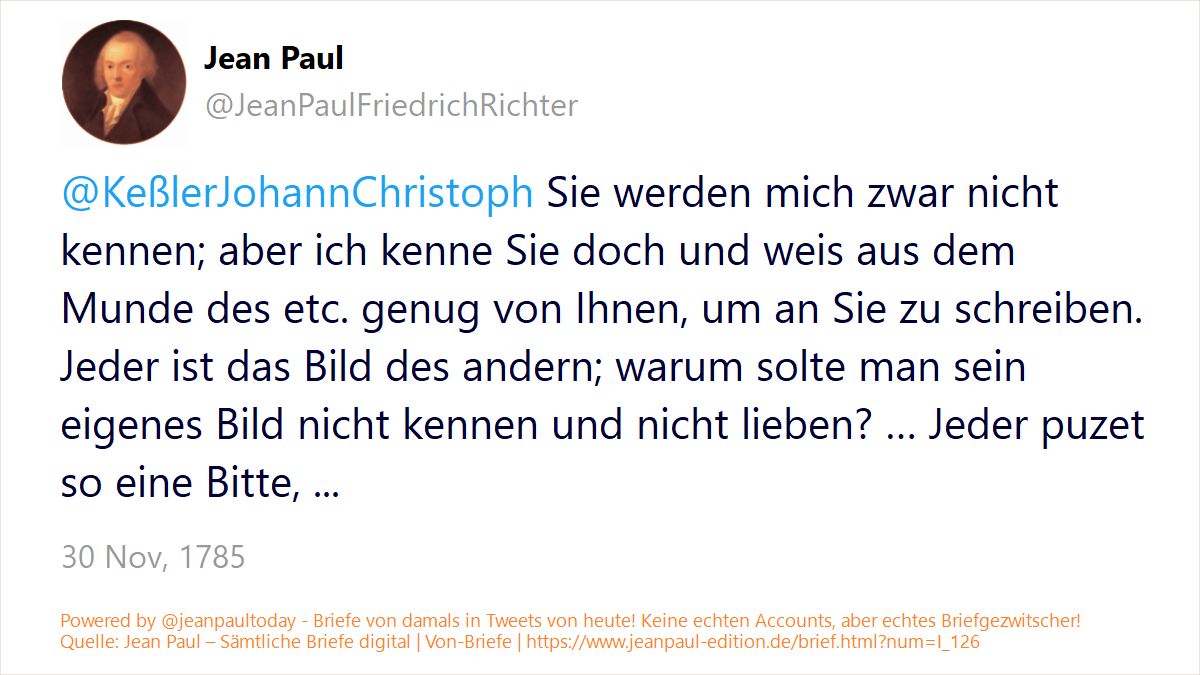 Jean Paul
@JeanPaulFriedrichRichter
@KeßlerJohannChristoph Sie werden mich zwar nicht
kennen; aber ich kenne Sie doch und weis aus dem
Munde des etc. genug von Ihnen, um an Sie zu schreiben.
Jeder ist das Bild des andern; warum solte man sein
eigenes Bild nicht kennen und nicht lieben? … Jeder puzet
so eine Bitte, ...
30 Nov, 1785
Powered by @jeanpaultoday - Briefe von damals in Tweets von heute! Keine echten Accounts, aber echtes Briefgezwitscher!
Quelle: Jean Paul – Sämtliche Briefe digital | Von-Briefe | https://www.jeanpaul-edition.de/brief.html?num=I_126